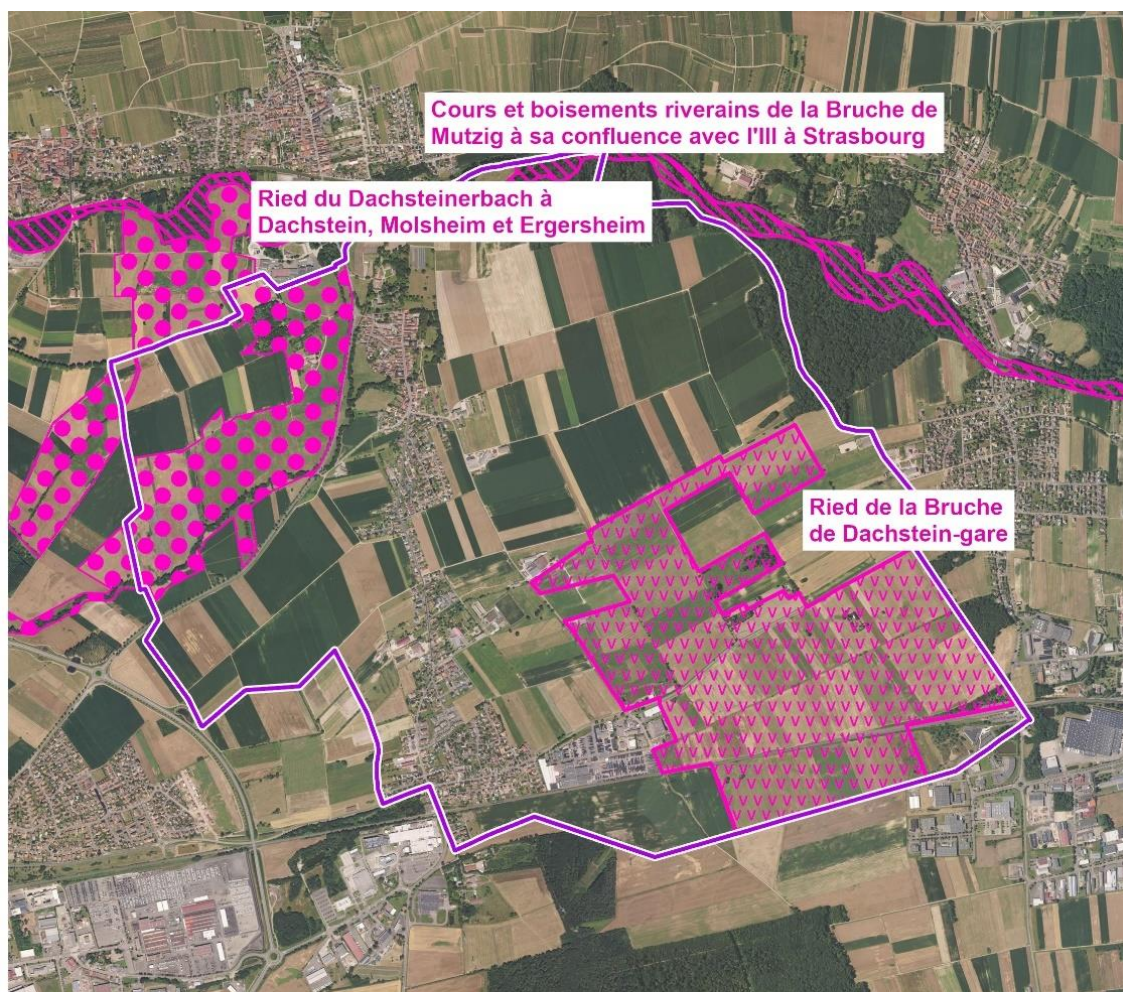 Cours et boisements riverains de la Bruche de
Mutzig à sa confluence avec l'Ill à Strasbourg
Ried du Dachsteinerbach à
Dachstein, Molsheim et Ergersheim
Ried de la Bruche
de Dachstein-gare